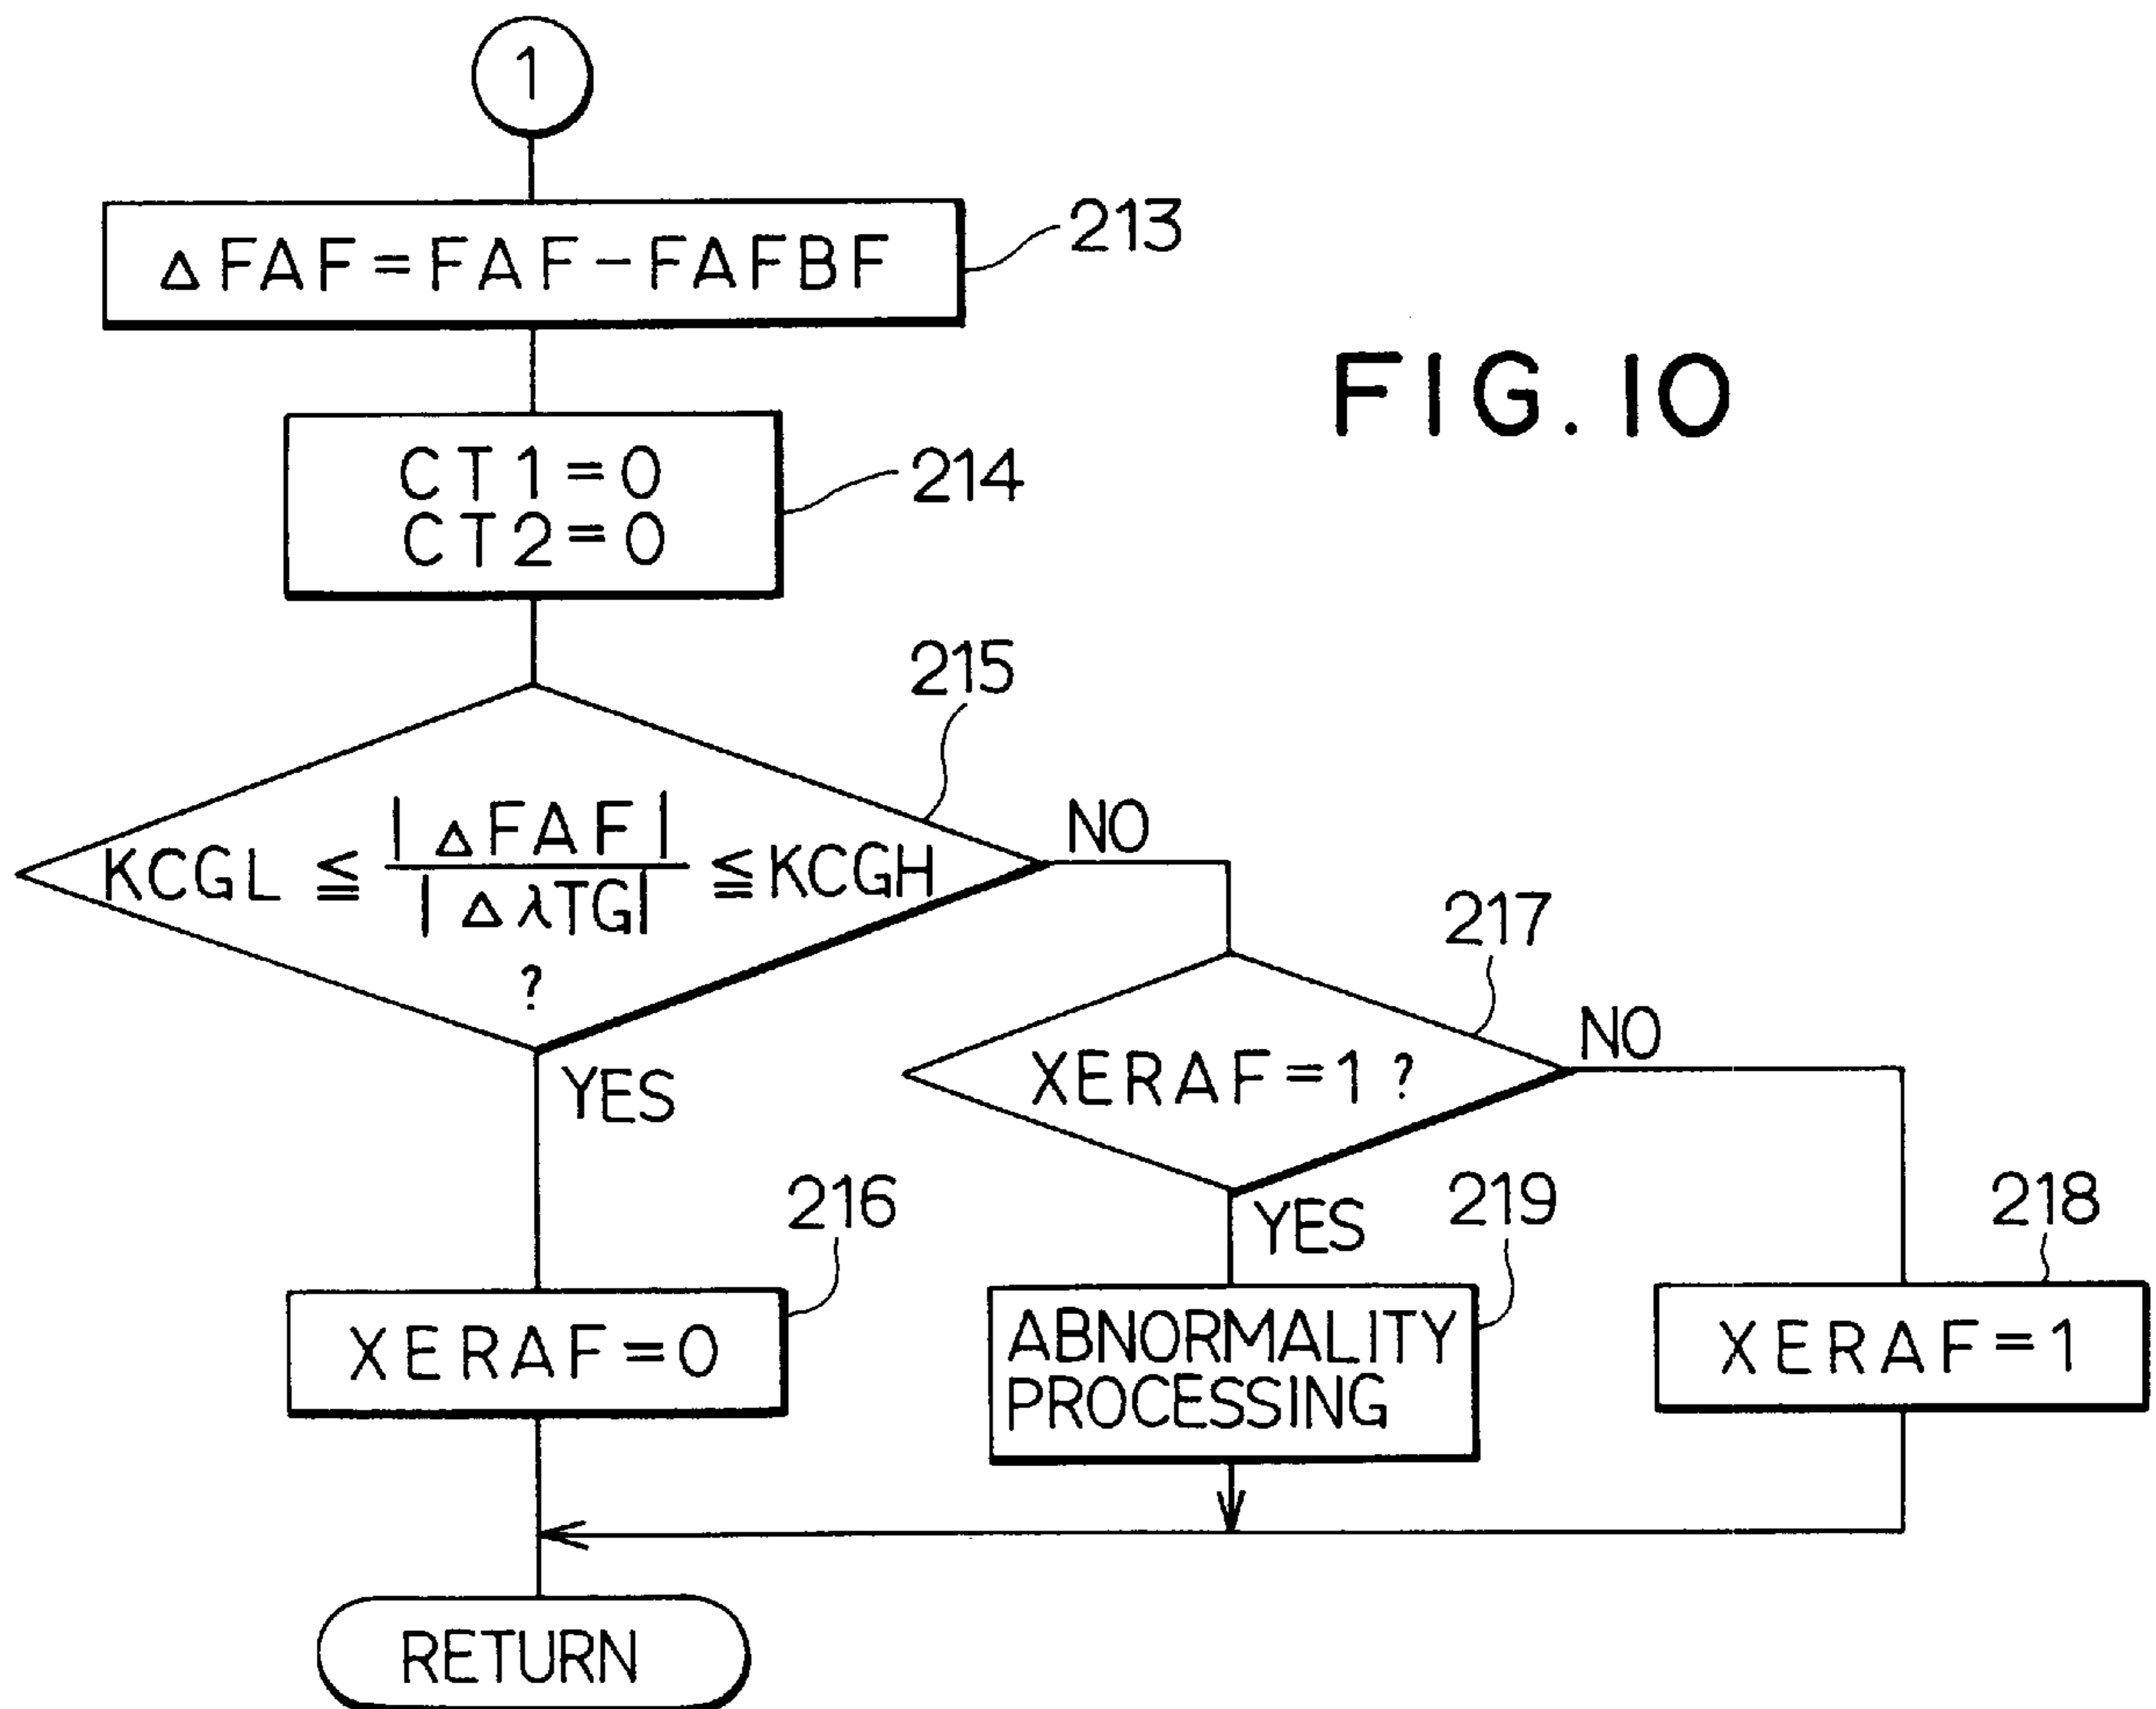 1
ΔFAF=FAF-FAFBF
213
FIG. 10
CT1=0
CT2=0
214
215
KCGL ≦ |ΔFAF| / |ΔλTG| ≦ KCGH
?
NO
YES
217
XERAF=1 ?
NO
YES
216
XERAF=0
219
ABNORMALITY
PROCESSING
218
XERAF=1
RETURN